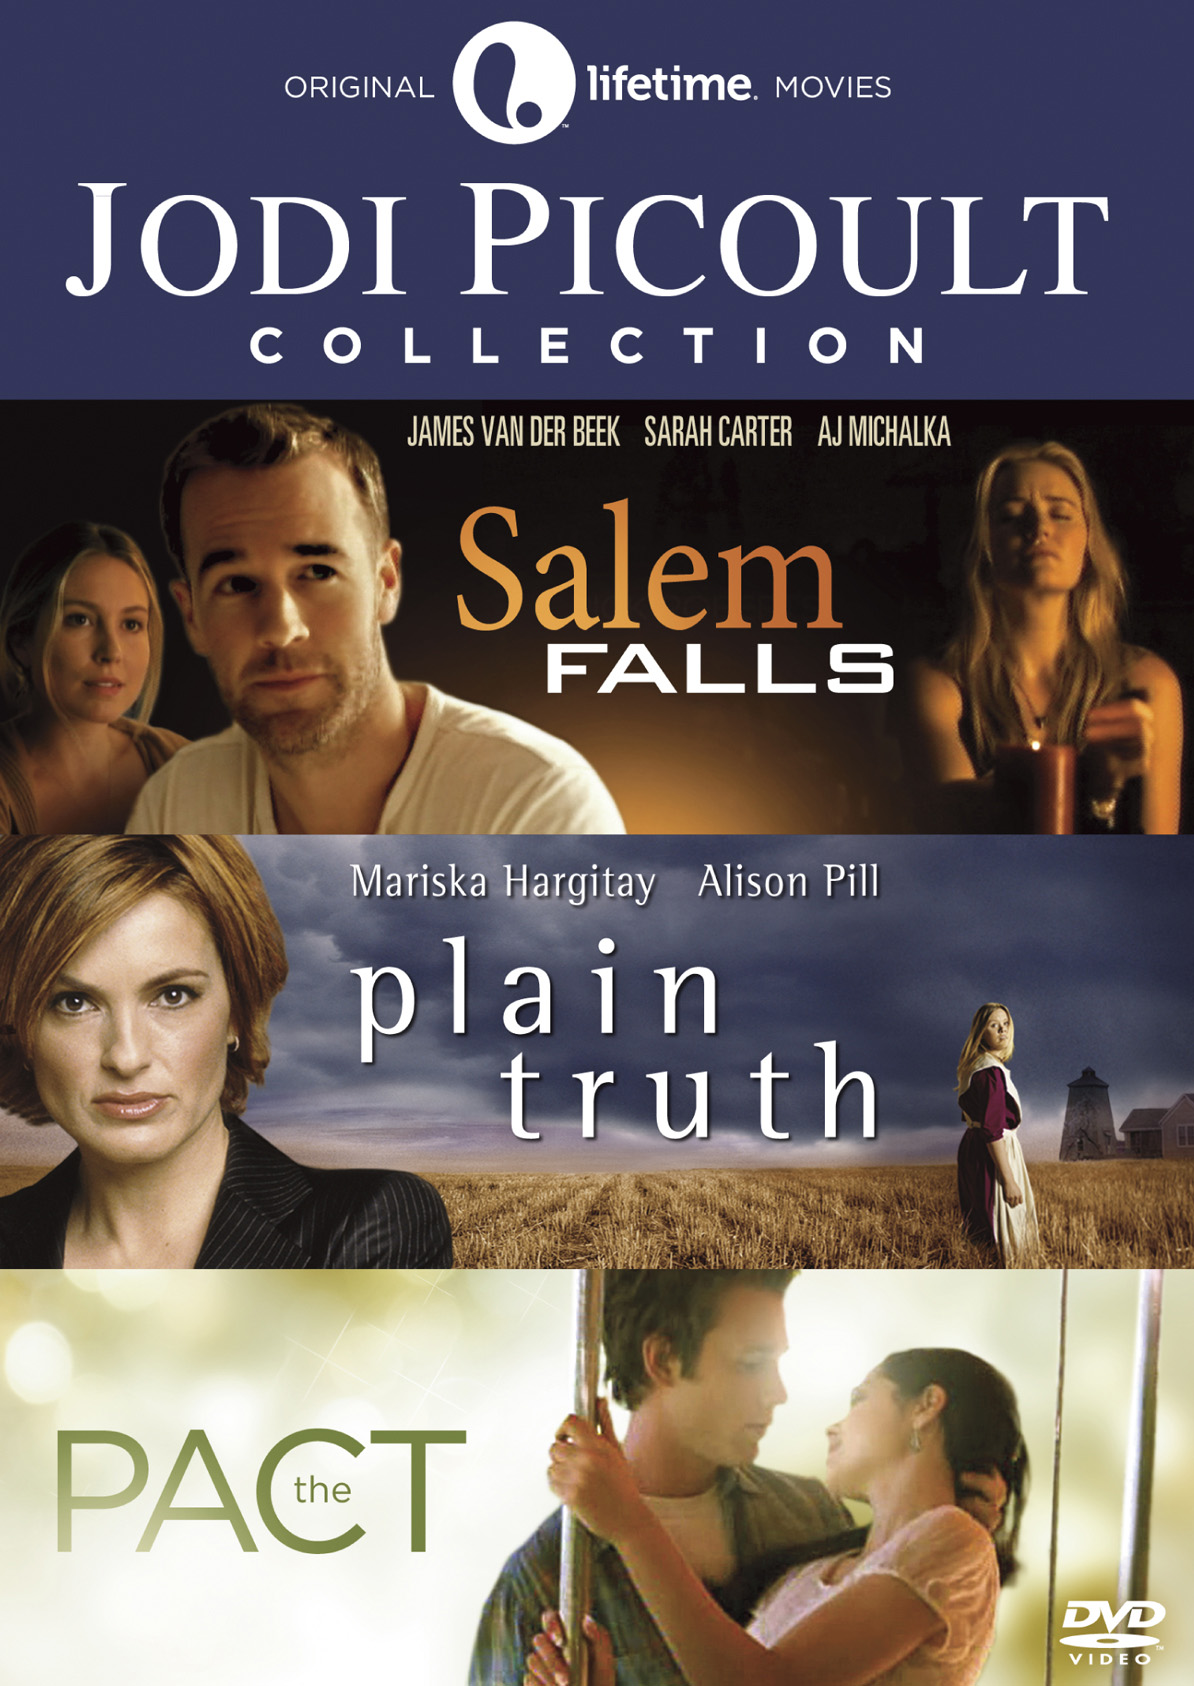 ORIGINAL lifetime. MOVIES
JODI PICOULT
COLLECTION
JAMES VAN DER BEEK SARAH CARTER AJ MICHALKA
Salem
FALLS
Mariska Hargitay Alison Pill
plain
truth
the
PACT
DVD
VIDEO